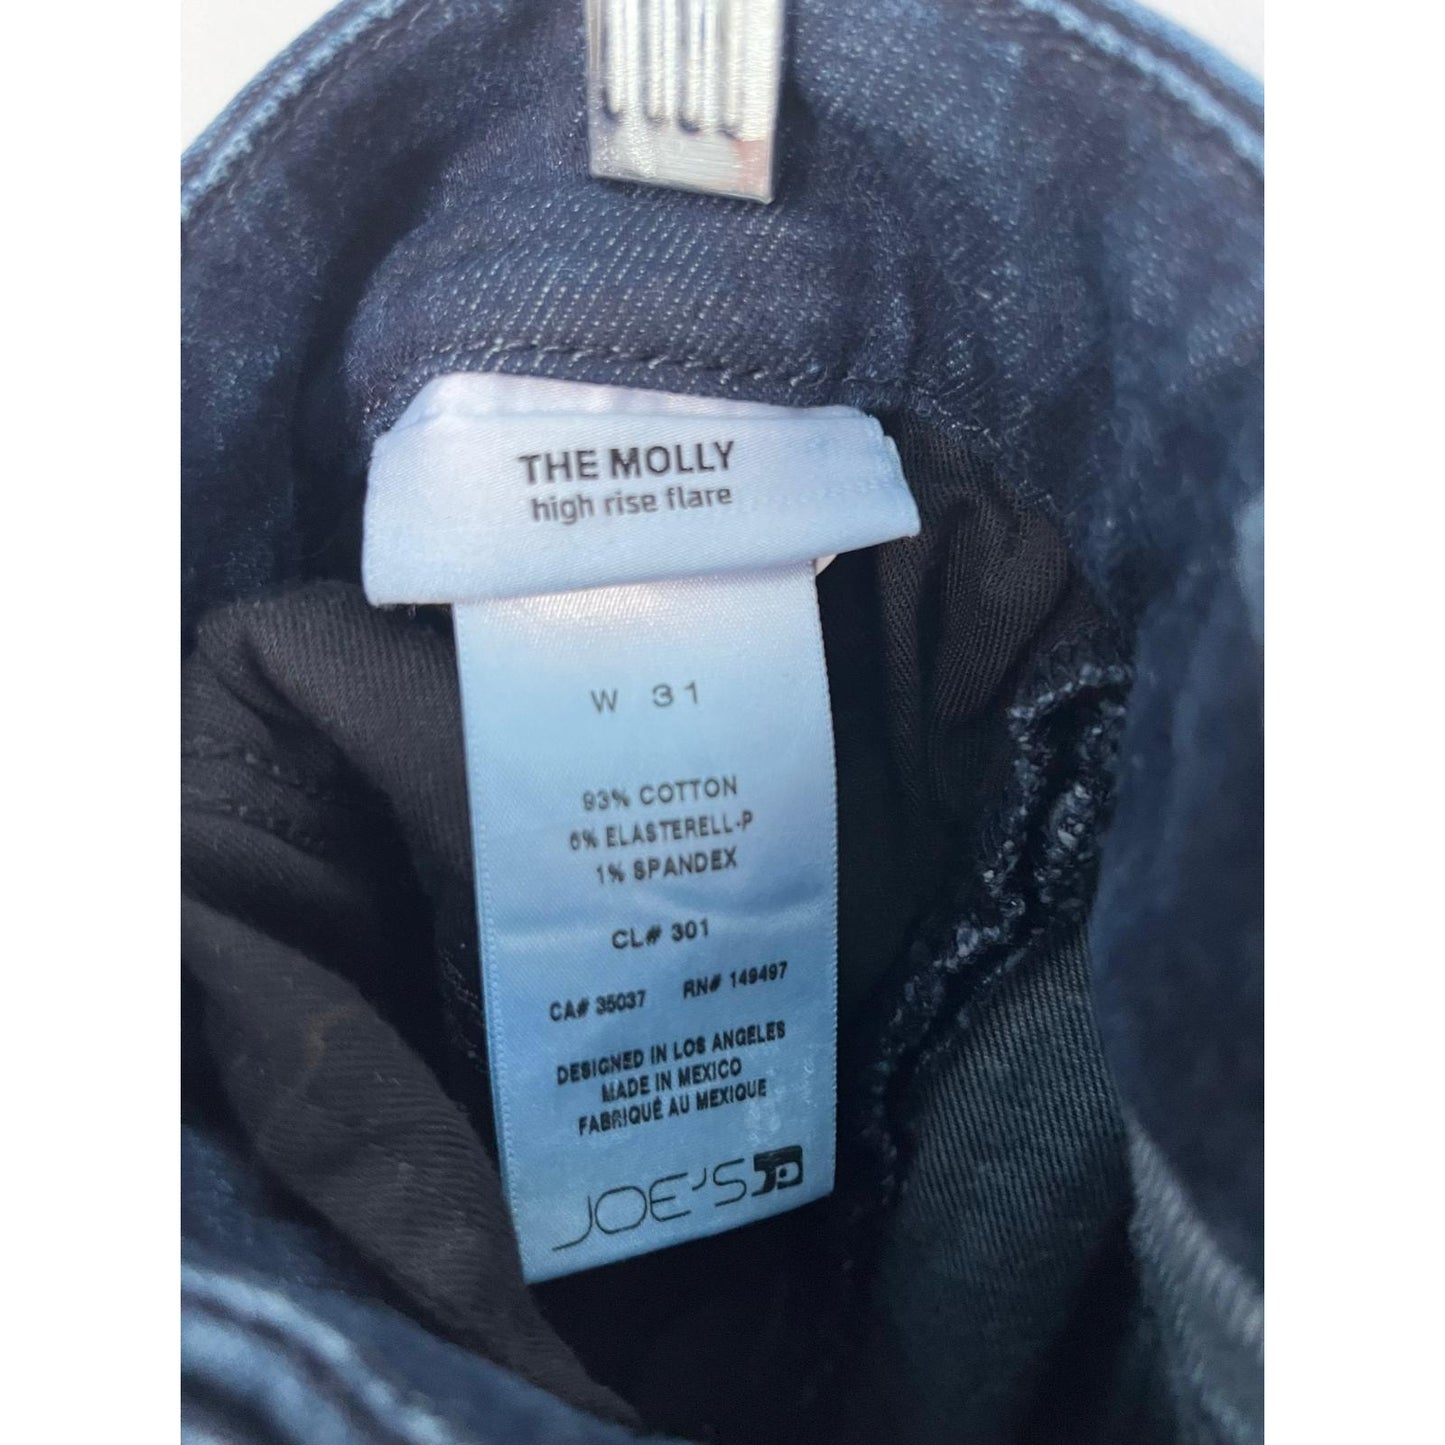 THE MOLLY
high rise flare
W 31
93% COTTON
6% ELASTERELL-P
1% SPANDEX
CL# 301
CA# 35037 RN# 149497
DESIGNED IN LOS ANGELES
MADE IN MEXICO
FABRIQUÉ AU MEXIQUE
JOE'S